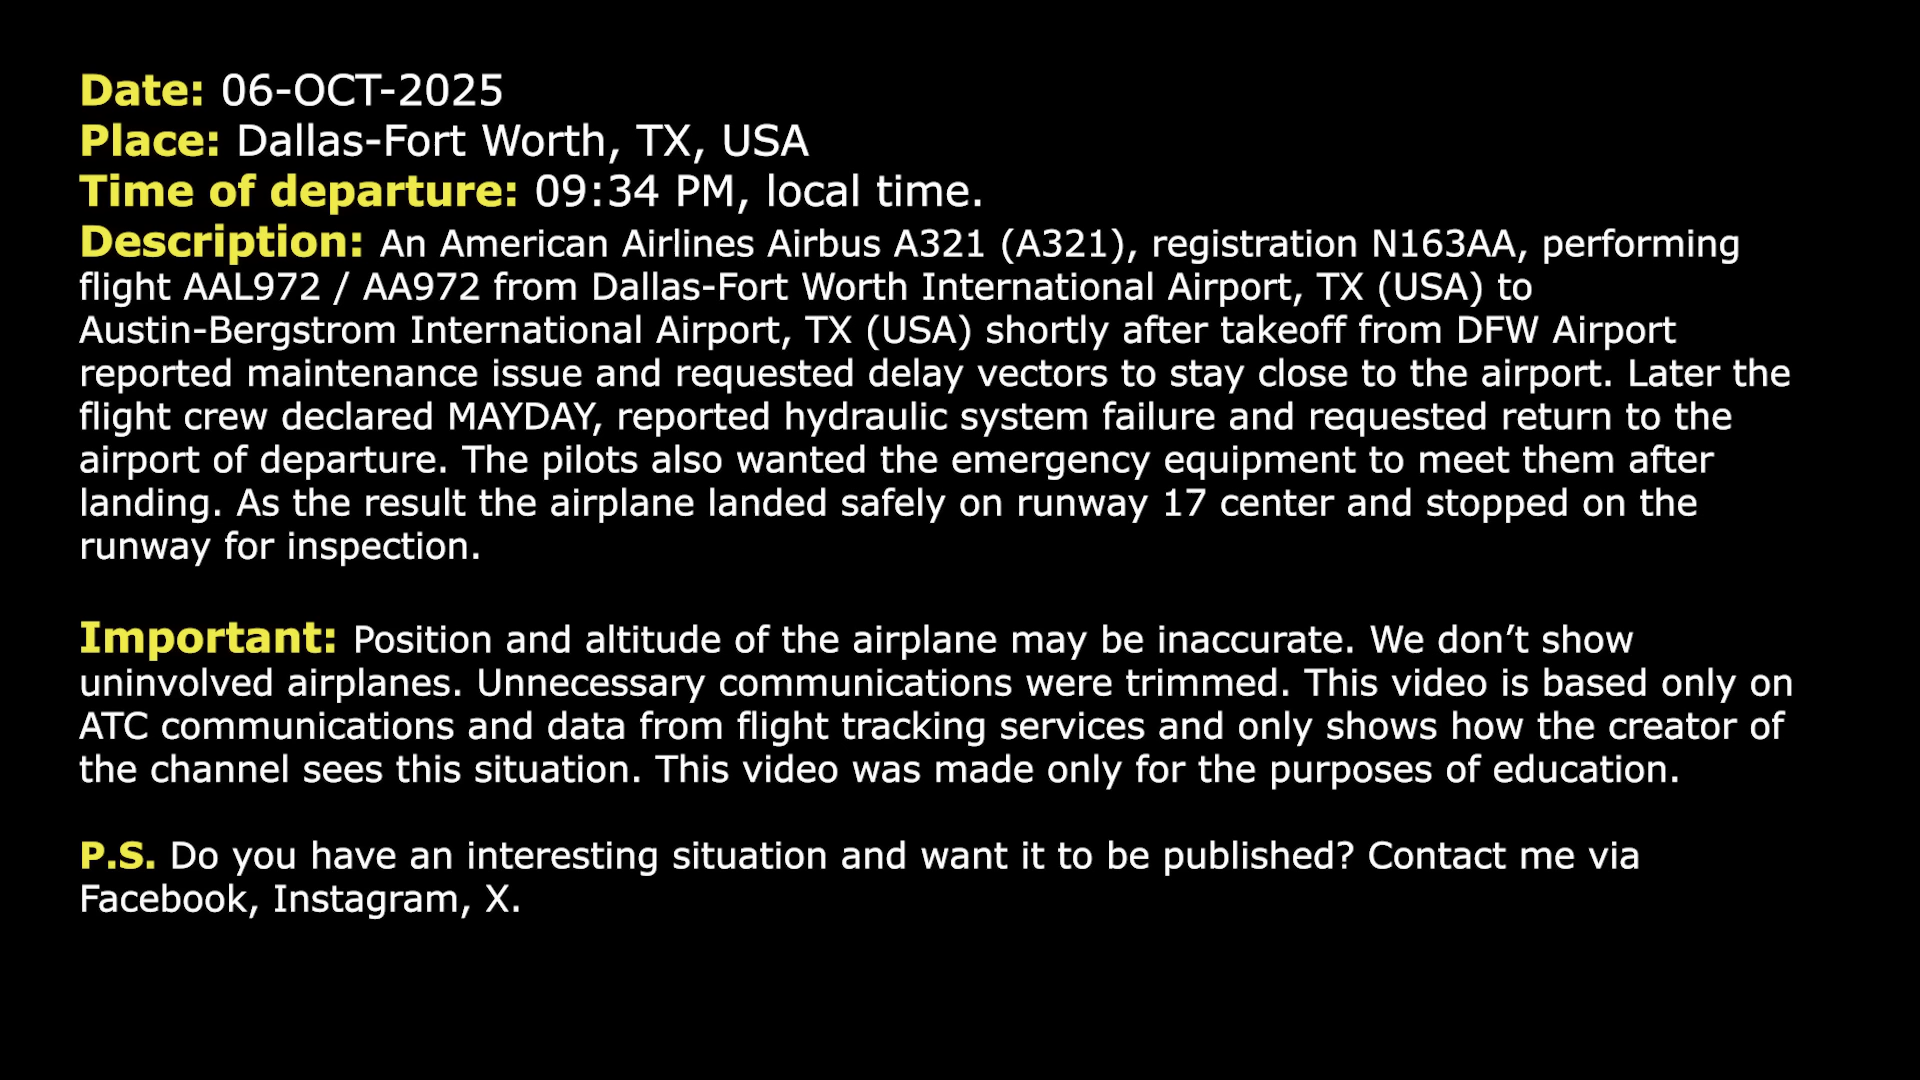 Date: 06-OCT-2025
Place: Dallas-Fort Worth, TX, USA
Time of departure: 09:34 PM, local time.
Description: An American Airlines Airbus A321 (A321), registration N163AA, performing
flight AAL972 / AA972 from Dallas-Fort Worth International Airport, TX (USA) to
Austin-Bergstrom International Airport, TX (USA) shortly after takeoff from DFW Airport
reported maintenance issue and requested delay vectors to stay close to the airport. Later the
flight crew declared MAYDAY, reported hydraulic system failure and requested return to the
airport of departure. The pilots also wanted the emergency equipment to meet them after
landing. As the result the airplane landed safely on runway 17 center and stopped on the
runway for inspection.
Important: Position and altitude of the airplane may be inaccurate. We don’t show
uninvolved airplanes. Unnecessary communications were trimmed. This video is based only on
ATC communications and data from flight tracking services and only shows how the creator of
the channel sees this situation. This video was made only for the purposes of education.
P.S. Do you have an interesting situation and want it to be published? Contact me via
Facebook, Instagram, X.